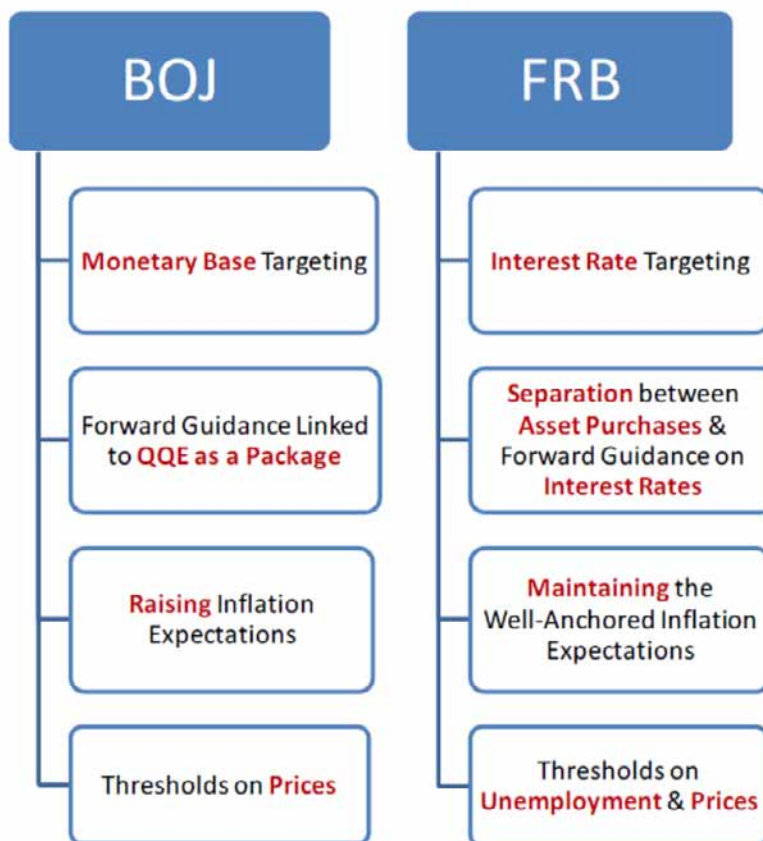 BOJ
Monetary Base Targeting
Forward Guidance Linked
to QQE as a Package
Raising Inflation
Expectations
Thresholds on Prices
FRB
Interest Rate Targeting
Separation between
Asset Purchases &
Forward Guidance on
Interest Rates
Maintaining the
Well-Anchored Inflation
Expectations
Thresholds on
Unemployment & Prices